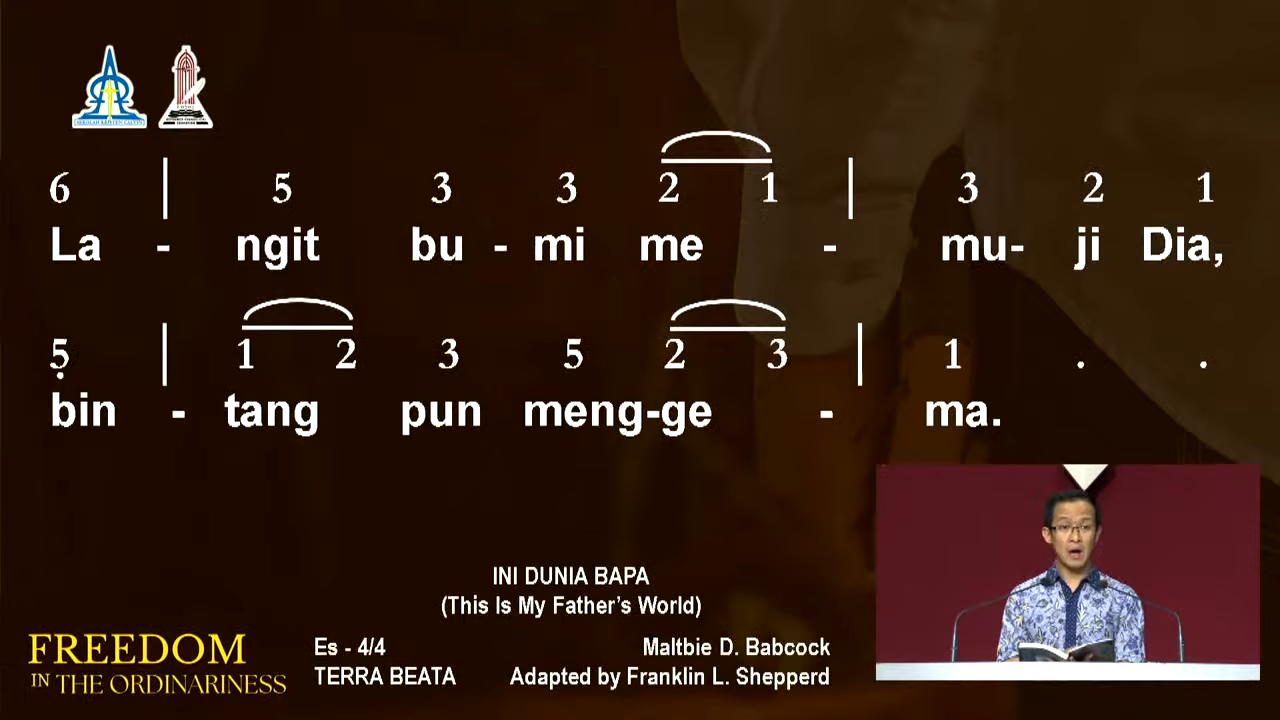 6 | 5 3 3 2 1 | 3 2 1
La - ngit bu - mi me - mu- ji Dia,
5̣ | 1 2 3 5 2 3 | 1 . .
bin - tang pun meng-ge - ma.
INI DUNIA BAPA
(This Is My Father's World)
FREEDOM
IN THE ORDINARINESS
Es - 4/4
TERRA BEATA
Maltbie D. Babcock
Adapted by Franklin L. Shepperd